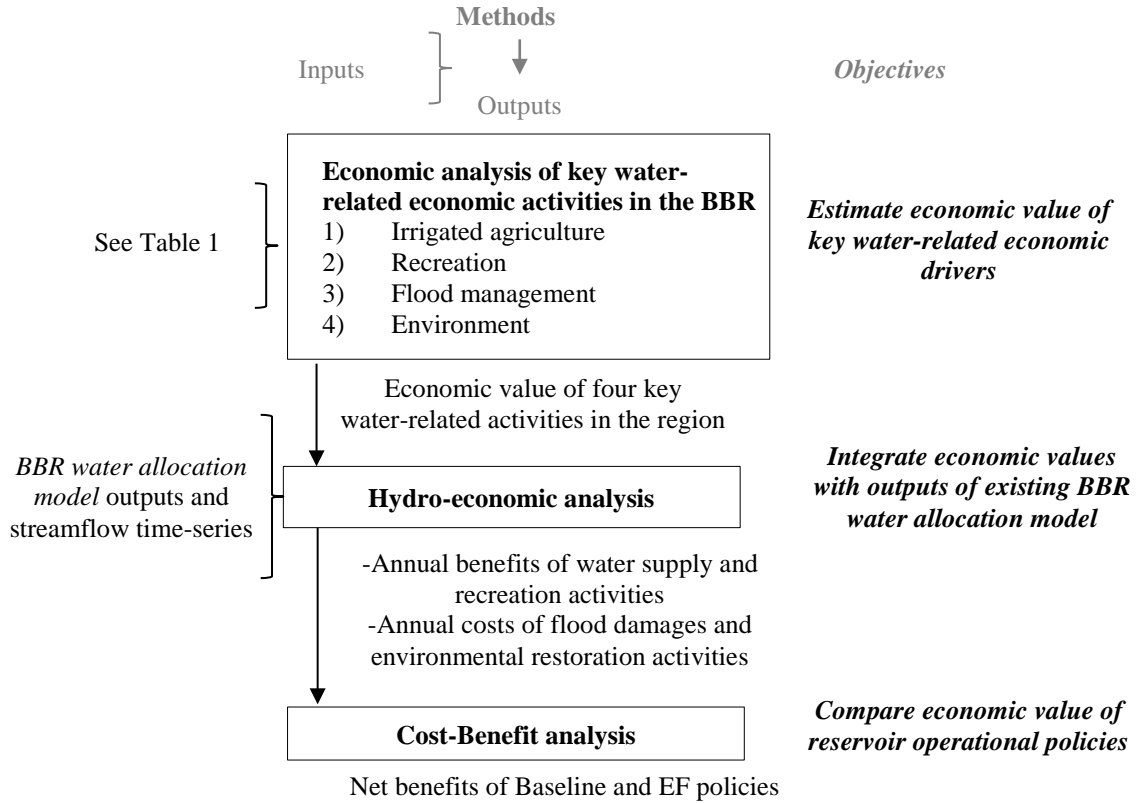 Methods
Inputs
Objectives
Outputs
Economic analysis of key water-
related economic activities in the BBR
1) Irrigated agriculture
2) Recreation
3) Flood management
4) Environment
See Table 1
Estimate economic value of
key water-related economic
drivers
Economic value of four key
water-related activities in the region
BBR water allocation
model outputs and
streamflow time-series
Hydro-economic analysis
Integrate economic values
with outputs of existing BBR
water allocation model
-Annual benefits of water supply and
recreation activities
-Annual costs of flood damages and
environmental restoration activities
Cost-Benefit analysis
Compare economic value of
reservoir operational policies
Net benefits of Baseline and EF policies